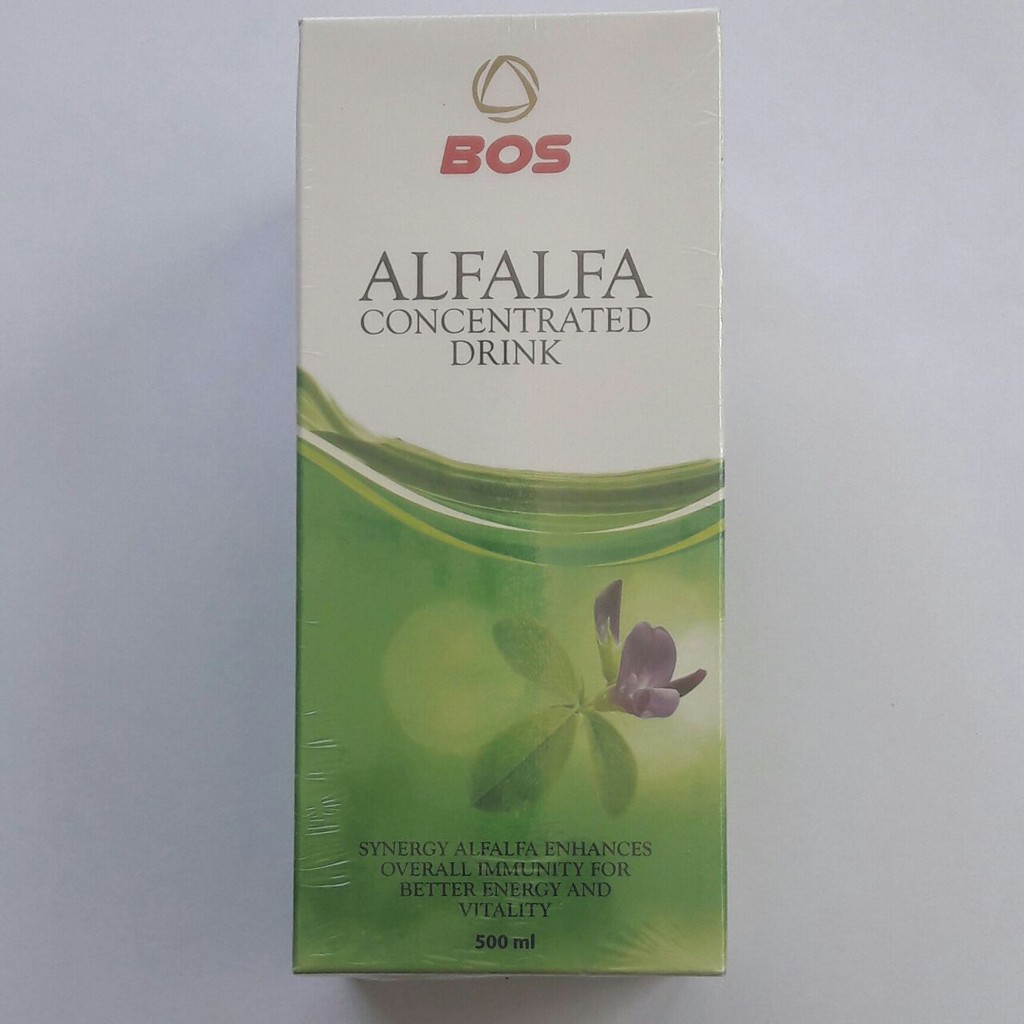 BOS
ALFALFA
CONCENTRATED
DRINK
SYNERGY ALFALFA ENHANCES
OVERALL IMMUNITY FOR
BETTER ENERGY AND
VITALITY
500 ml